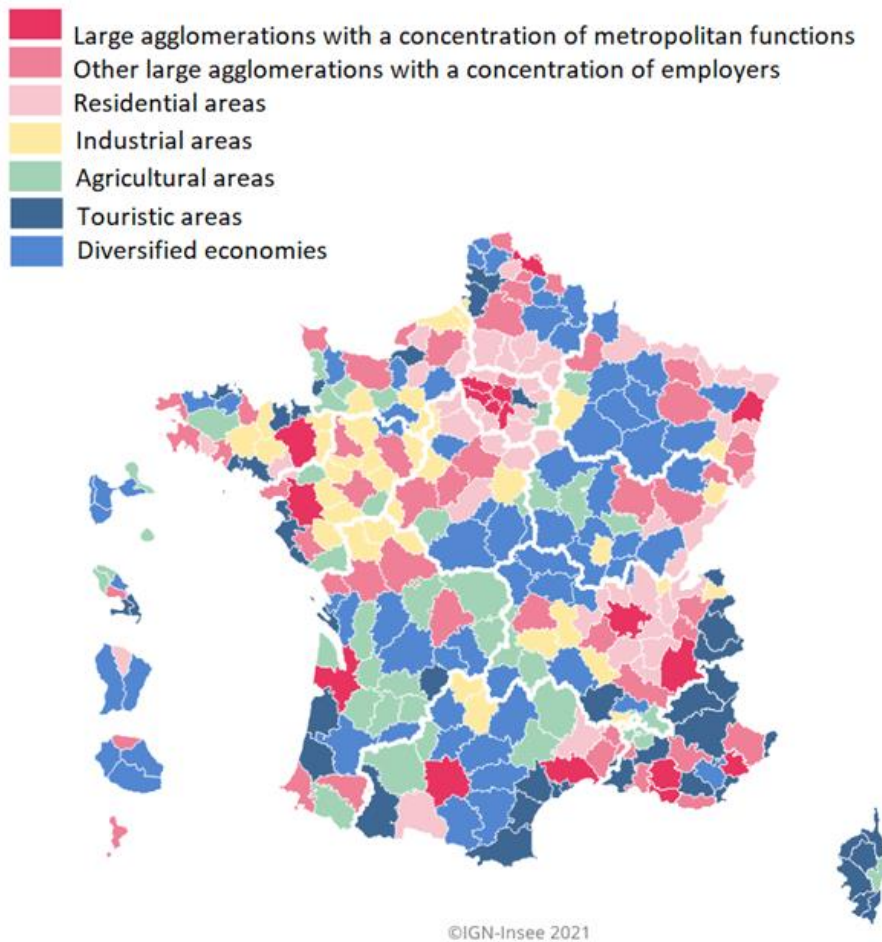 Large agglomerations with a concentration of metropolitan functions
Other large agglomerations with a concentration of employers
Residential areas
Industrial areas
Agricultural areas
Touristic areas
Diversified economies
©IGN-Insee 2021